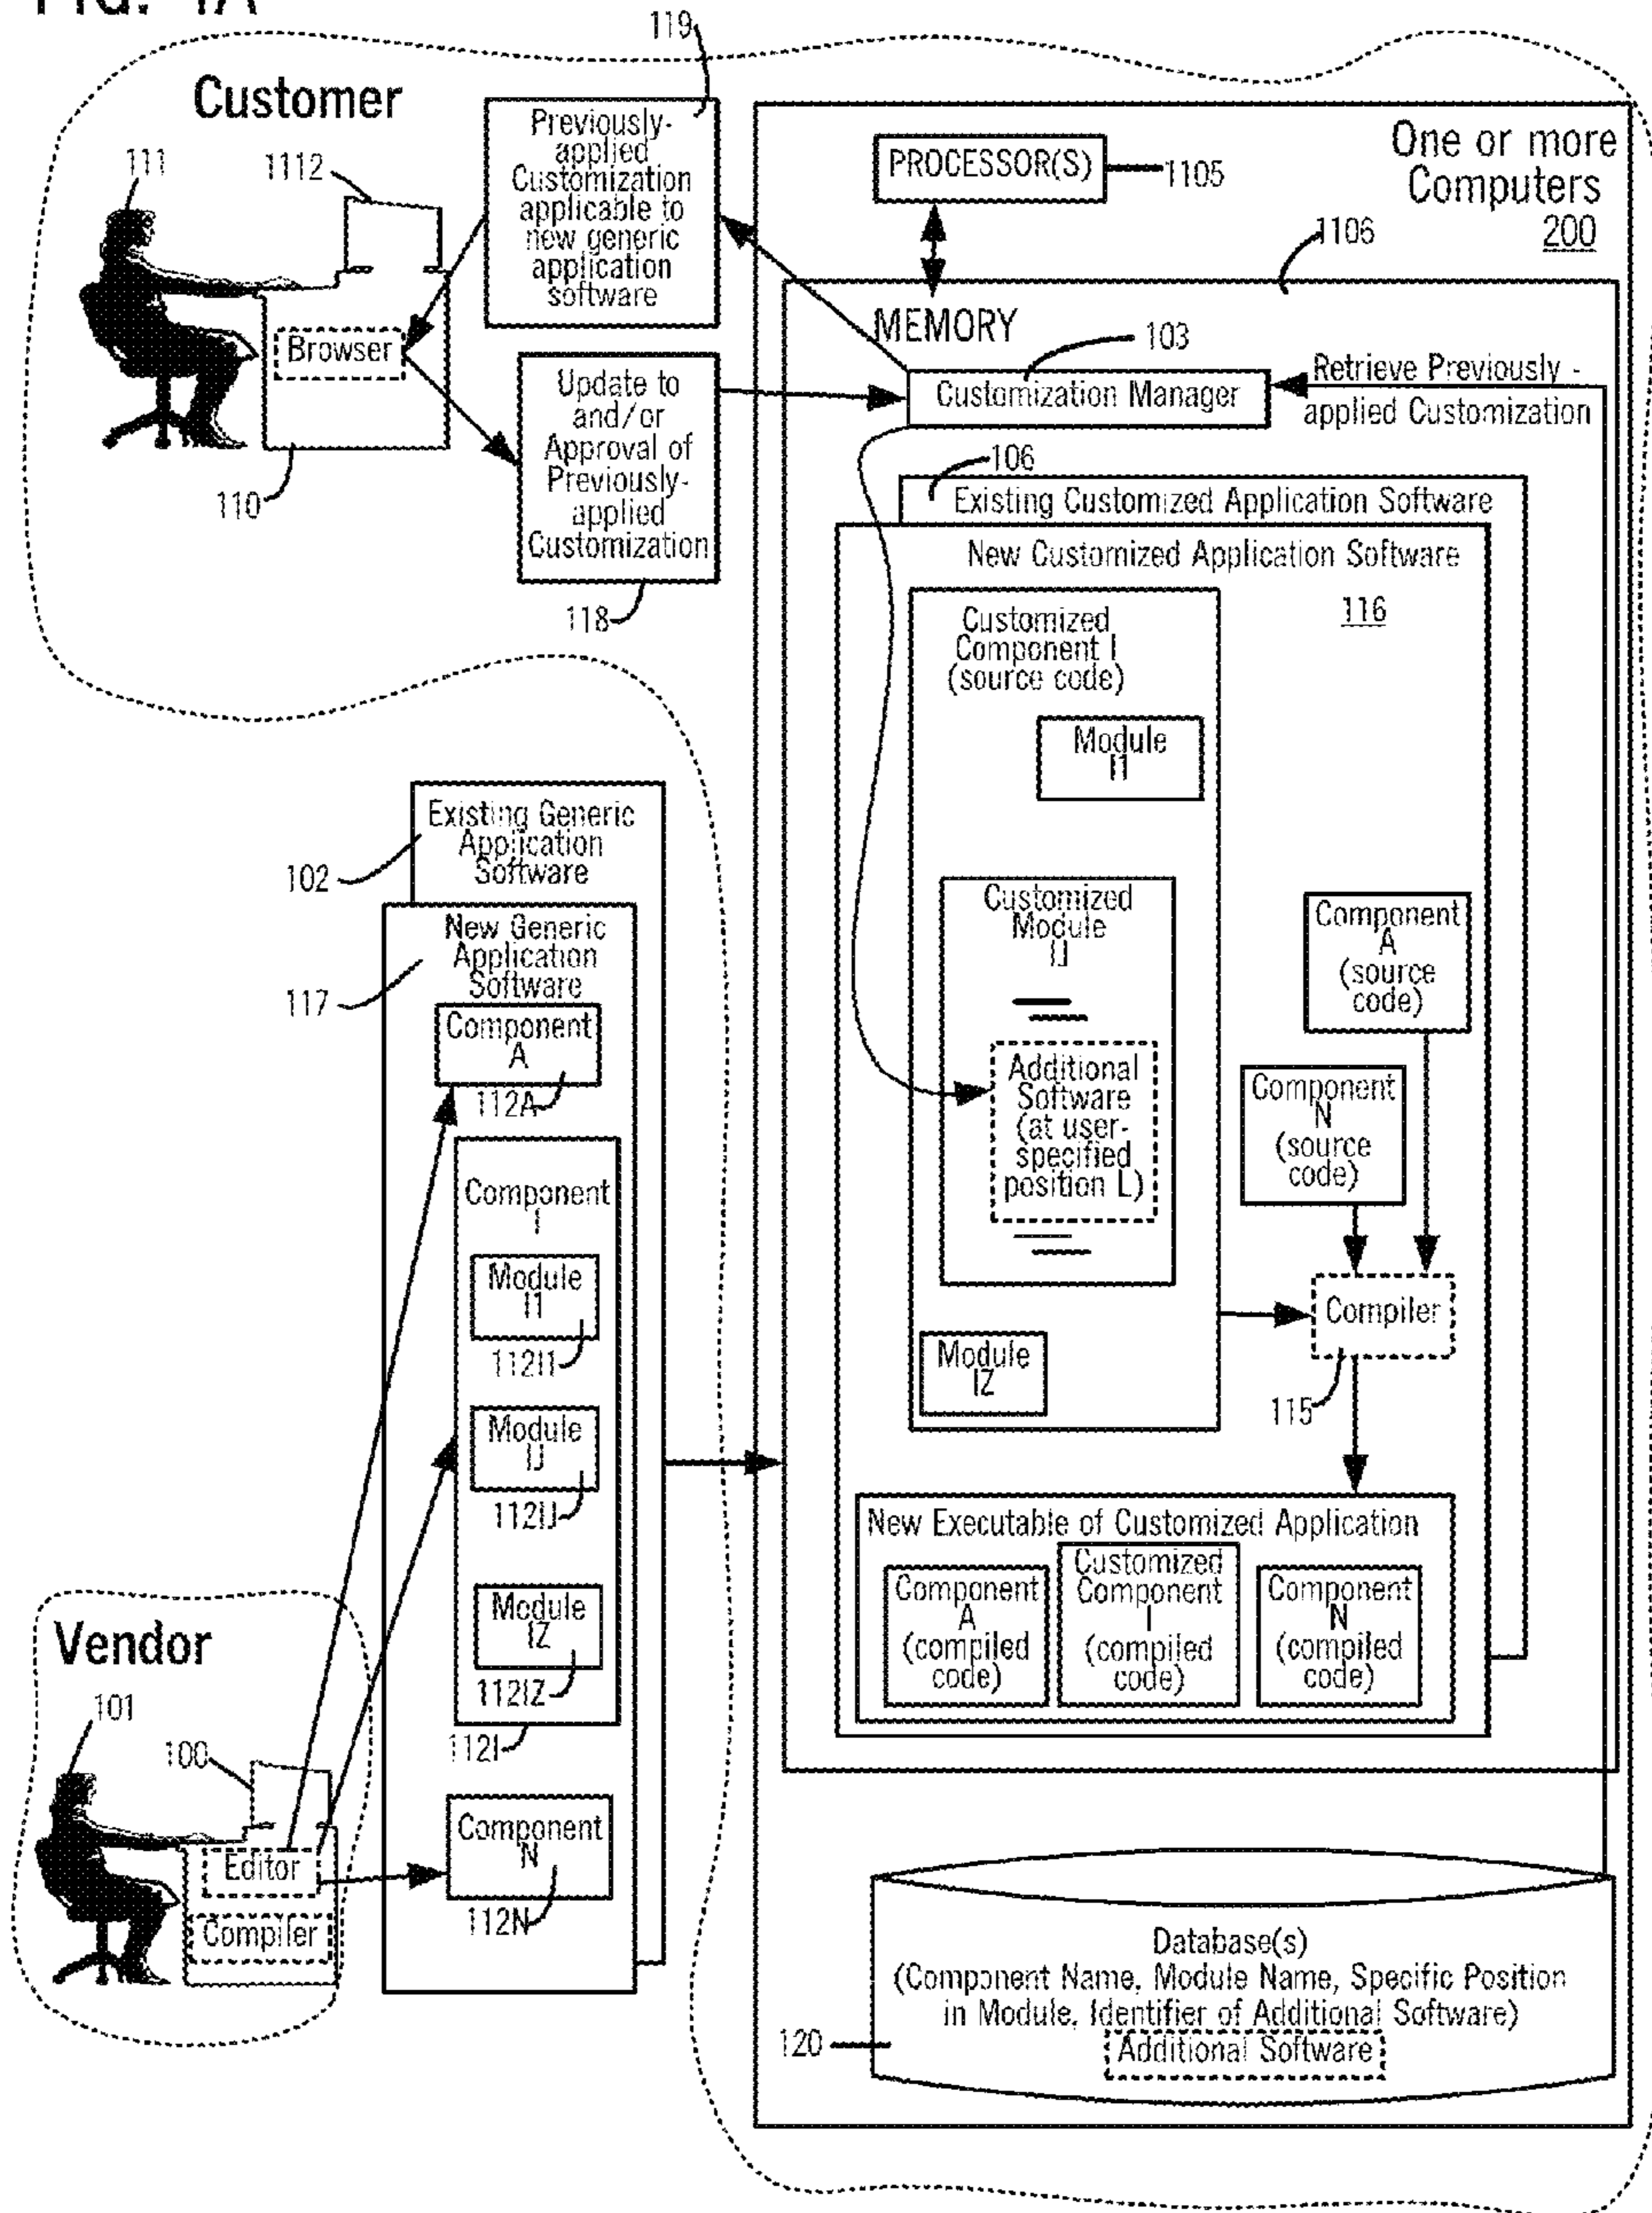 FIG. 4A
119
Customer
111
1112
Previously-
applied
Customization
applicable to
new generic
application
software
PROCESSOR(S)
1105
One or more
Computers
200
1106
MEMORY
Browser
103
Customization Manager
Retrieve Previously -
applied Customization
Update to
and/or
Approval of
Previously-
applied
Customization
110
118
106
Existing Customized Application Software
New Customized Application Software
116
Customized
Component I
(source code)
Module
I1
Customized
Module
IJ
Additional
Software
(at user-
specified
position L)
Module
IZ
Component
A
(source
code)
Component
N
(source
code)
Compiler
115
New Executable of Customized Application
Component
A
(compiled
code)
Customized
Component
I
(compiled
code)
Component
N
(compiled
code)
Existing Generic
Application
Software
102
New Generic
Application
Software
117
Component
A
112A
Component
I
Module
I1
112I1
Module
IJ
112IJ
Module
IZ
112IZ
112I
Component
N
112N
Vendor
101
100
Editor
Compiler
Database(s)
(Component Name, Module Name, Specific Position
in Module, Identifier of Additional Software)
Additional Software
120